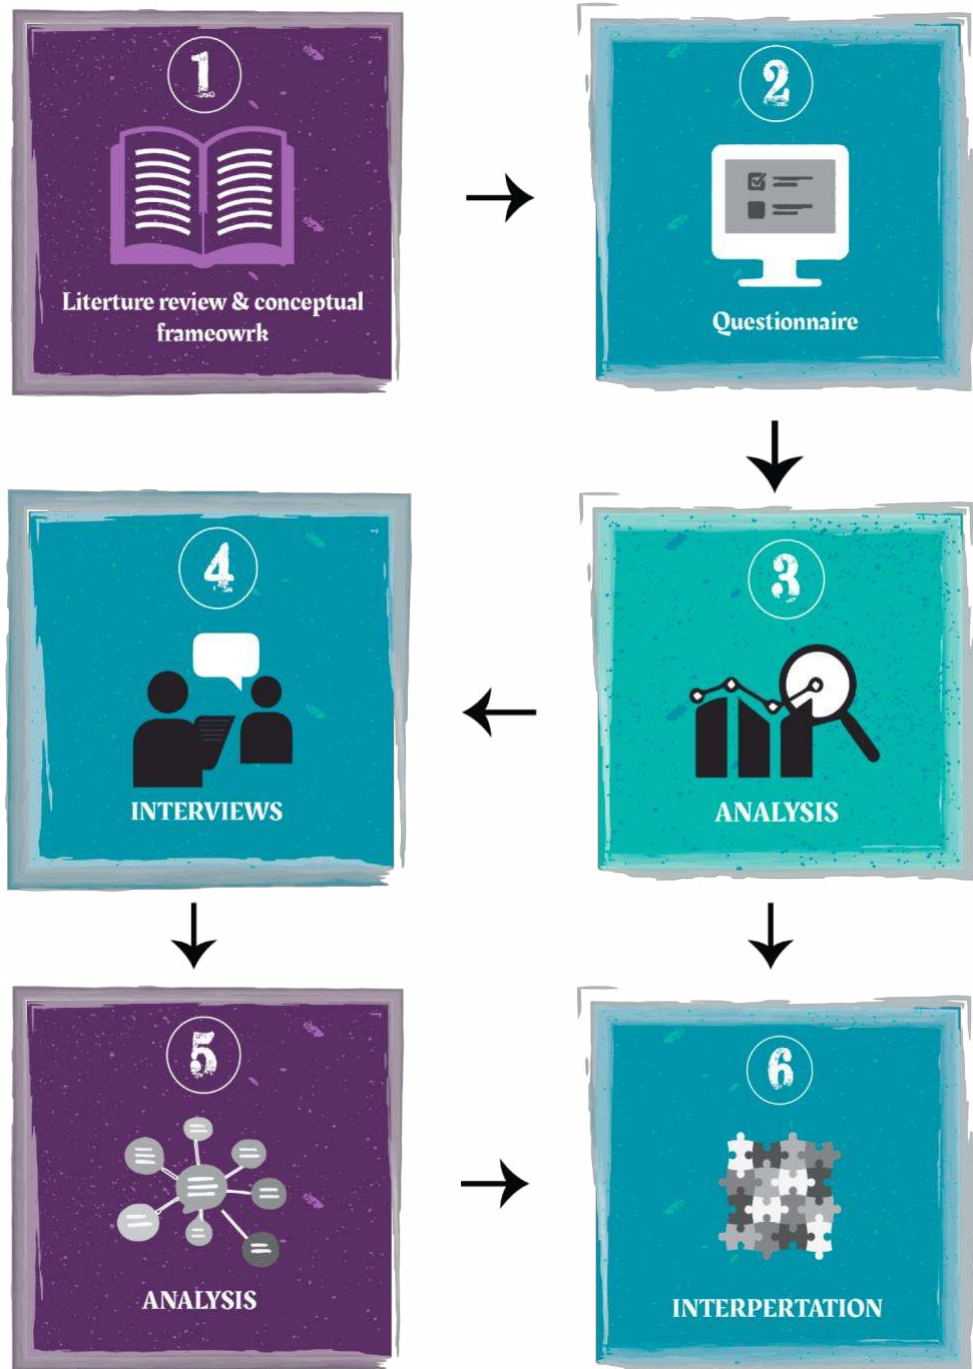 1
Literture review & conceptual
frameowrk
2
Questionnaire
3
ANALYSIS
4
INTERVIEWS
5
ANALYSIS
6
INTERPERTATION